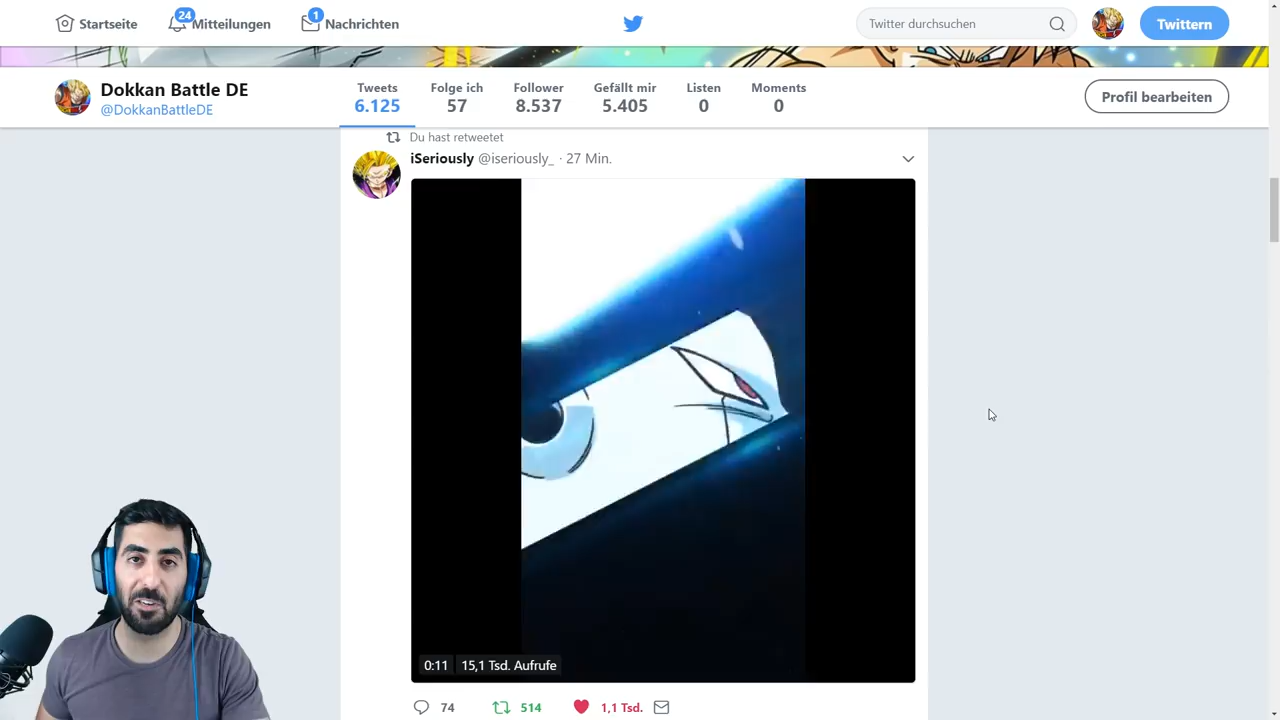 Startseite
24
Mitteilungen
1
Nachrichten
Twitter durchsuchen
Twittern
Dokkan Battle DE
@DokkanBattleDE
Tweets
6.125
Folge ich
57
Follower
8.537
Gefällt mir
5.405
Listen
0
Moments
0
Profil bearbeiten
Du hast retweetet
iSeriously @iseriously_ · 27 Min.
0:11
15,1 Tsd. Aufrufe
74
514
1,1 Tsd.